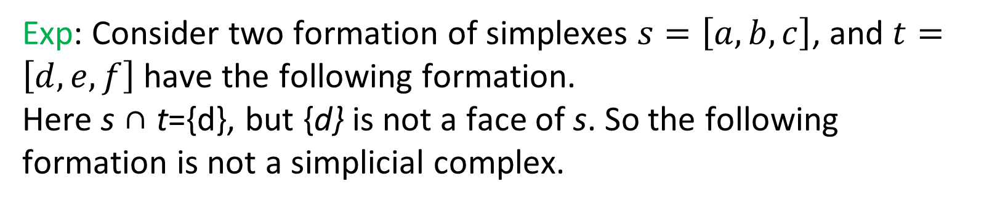 Exp: Consider two formation of simplexes s = [a, b, c], and t =
[d, e, f] have the following formation.
Here s ∩ t={d}, but {d} is not a face of s. So the following
formation is not a simplicial complex.